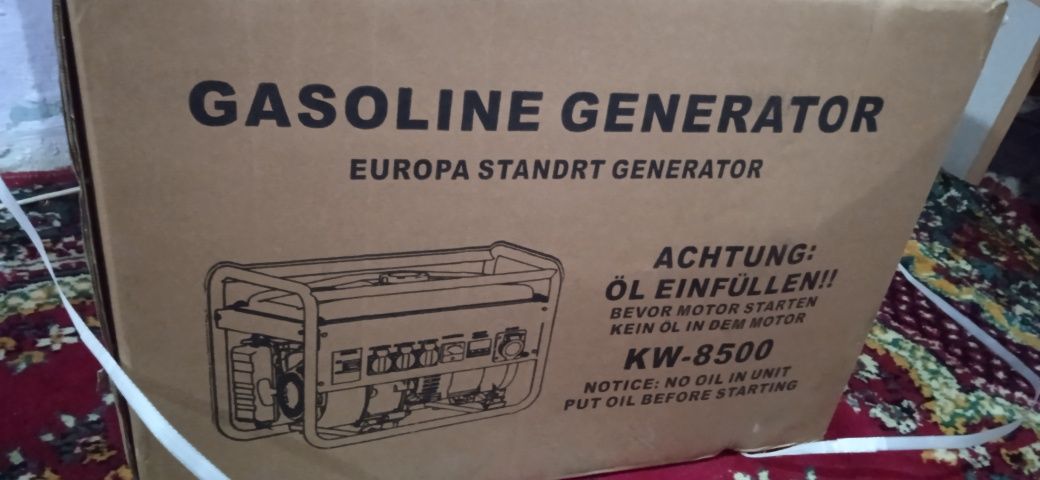 GASOLINE GENERATOR
EUROPA STANDRT GENERATOR
ACHTUNG:
ÖL EINFÜLLEN!!
BEVOR MOTOR STARTEN
KEIN ÖL IN DEM MOTOR
KW-8500
NOTICE: NO OIL IN UNIT
PUT OIL BEFORE STARTING